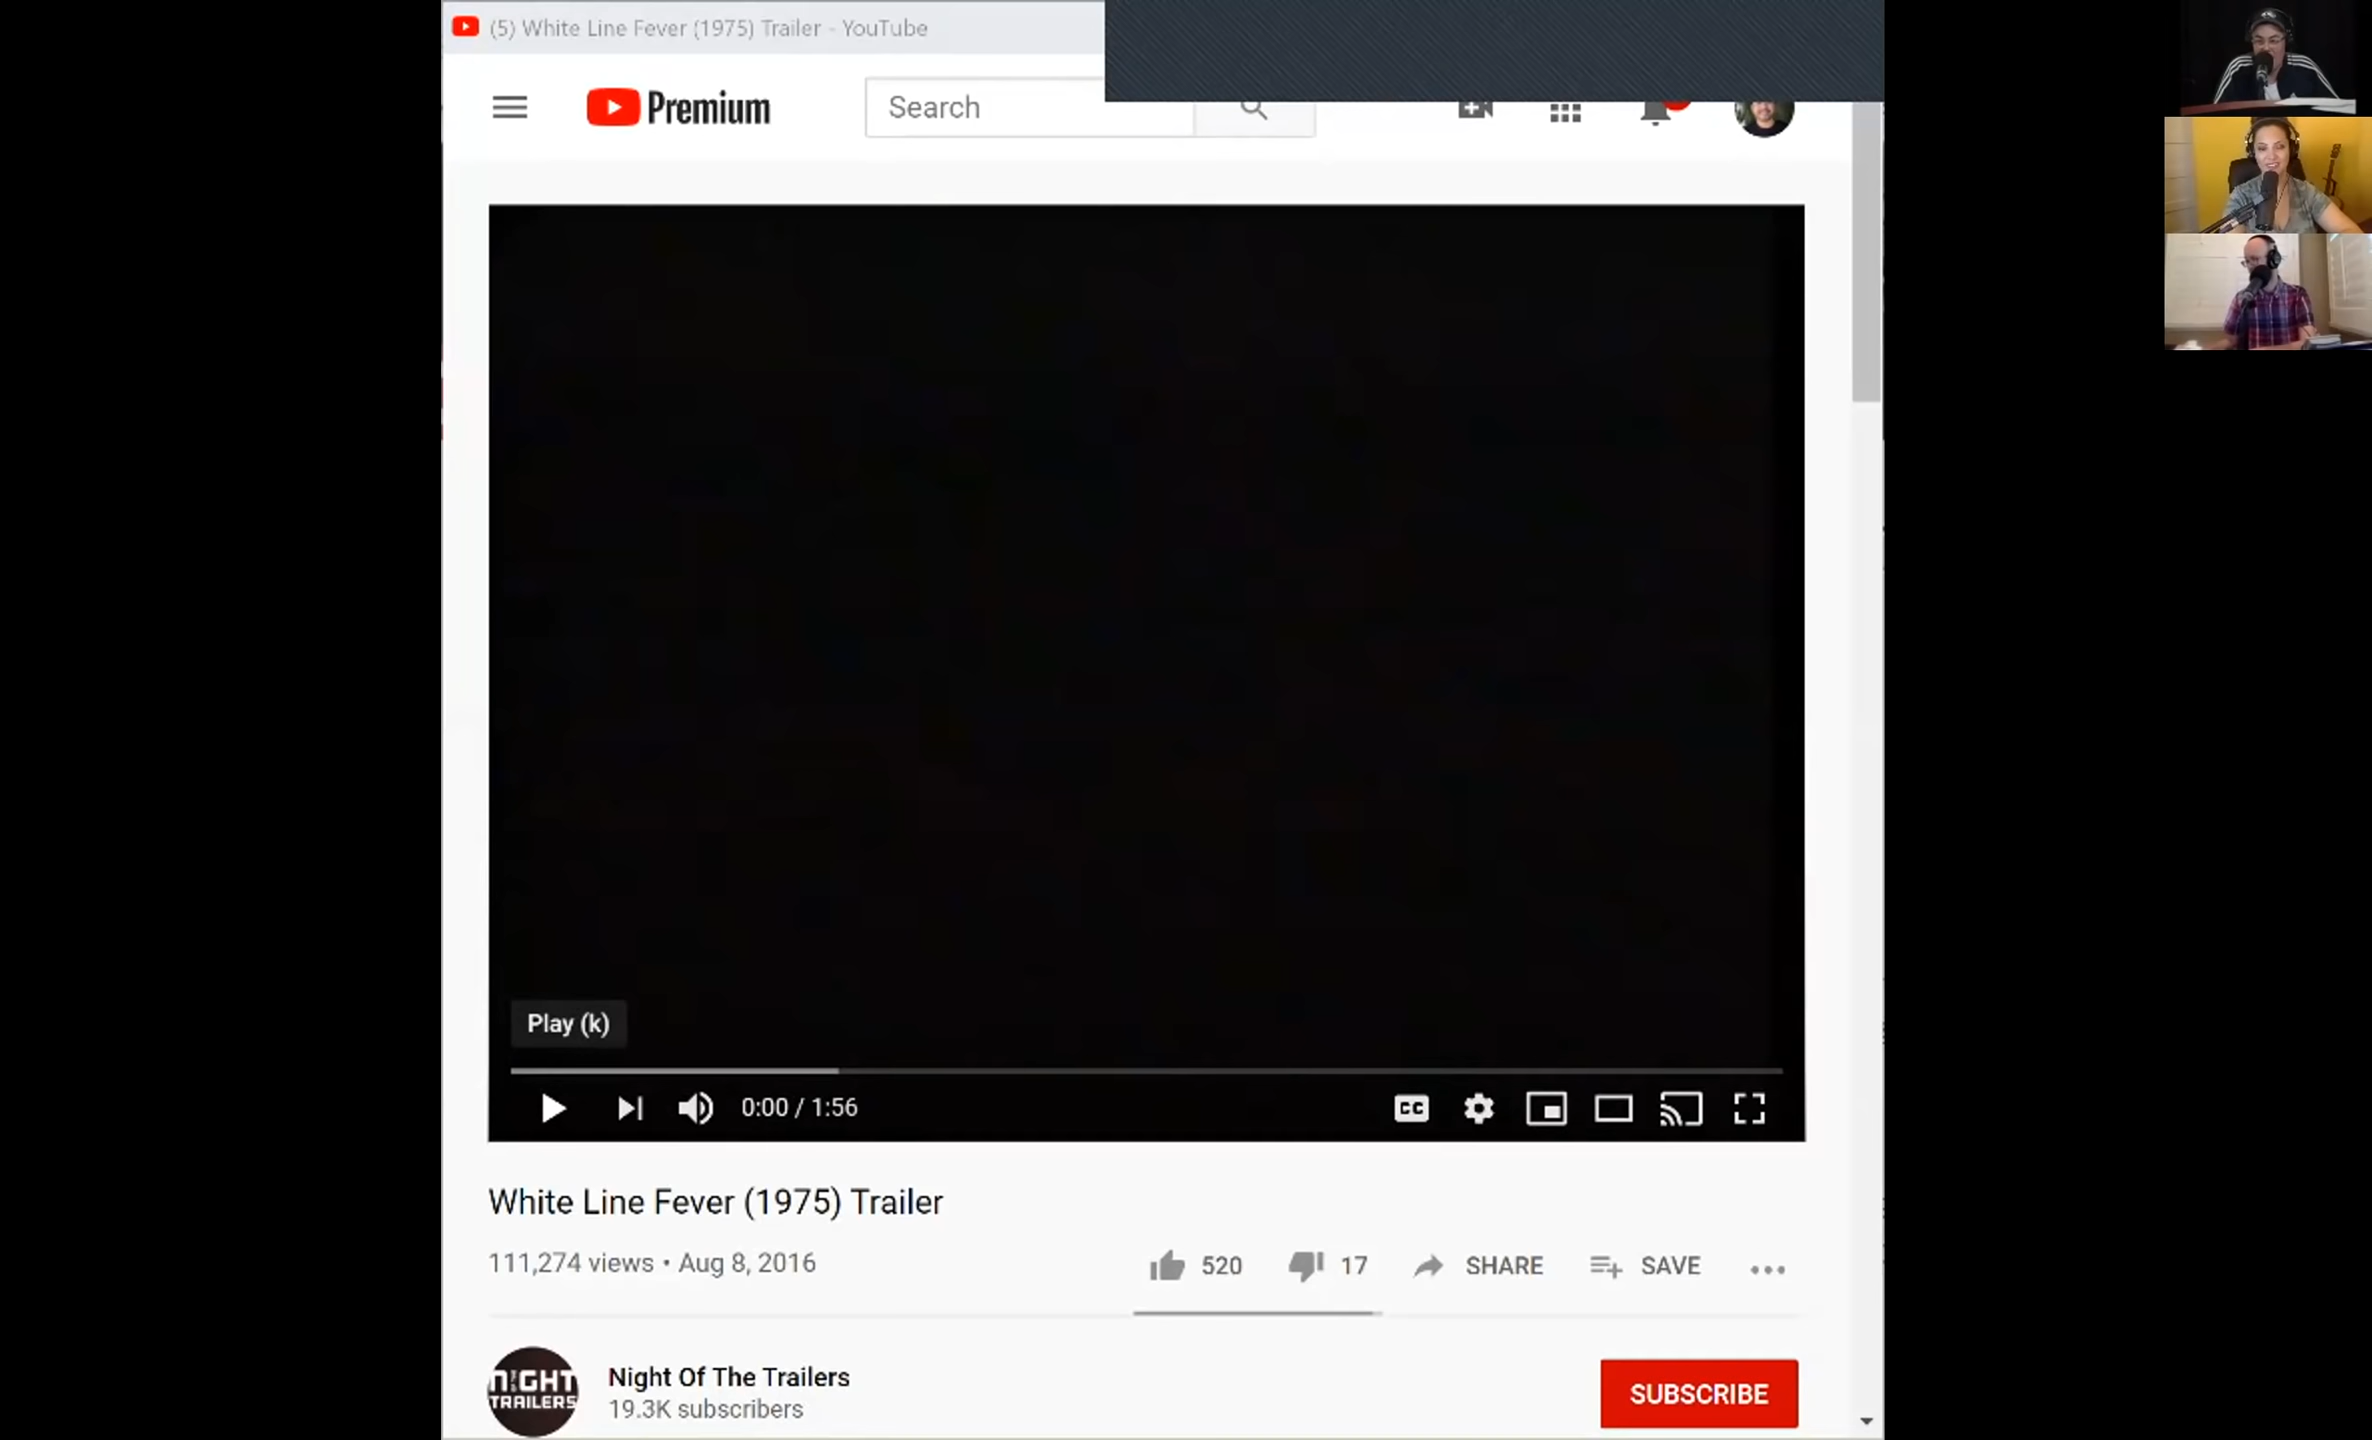 (5) White Line Fever (1975) Trailer - YouTube
Premium
Search
Play (k)
0:00 / 1:56
CC
White Line Fever (1975) Trailer
111,274 views • Aug 8, 2016
520
17
SHARE
SAVE
NIGHT
OF THE
TRAILERS
Night Of The Trailers
19.3K subscribers
SUBSCRIBE